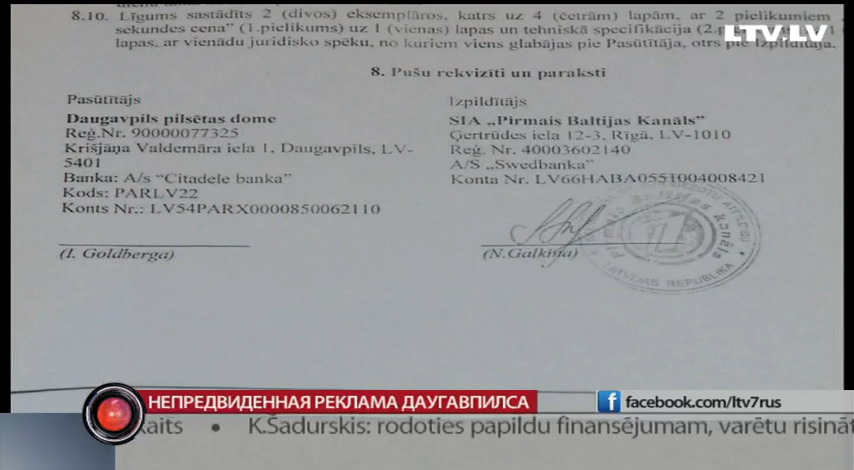 LTV.LV
8.10. Līgums sastādīts 2 (divos) eksemplāros, katrs uz 4 (četrām) lapām, ar 2 pielikumiem
sekundes cena" (1.pielikums) uz 1 (vienas) lapas un tehniskā specifikācija
lapas, ar vienādu juridisko spēku, no kuriem viens glabājas pie Pasūtītāja, otrs pie Izpildītāja.
8. Pušu rekvizīti un paraksti
Pasūtītājs
Daugavpils pilsētas dome
Reģ.Nr. 90000077325
Krišjāņa Valdemāra iela 1, Daugavpils, LV-
5401
Banka: A/s "Citadele banka"
Kods: PARLV22
Konts Nr.: LV54PARX0000850062110
(I. Goldberga)
Izpildītājs
SIA „Pirmais Baltijas Kanāls"
Ģertrūdes iela 12-3, Rīgā, LV-1010
Reģ. Nr. 40003602140
A/S „Swedbanka"
Konta Nr. LV66HABA0551004008421
(N.Galkina)
LATVIJAS REPUBLIKA
НЕПРЕДВИДЕННАЯ РЕКЛАМА ДАУГАВПИЛСА
facebook.com/ltv7rus
• K.Šadurskis: rodoties papildu finansējumam, varētu risināt